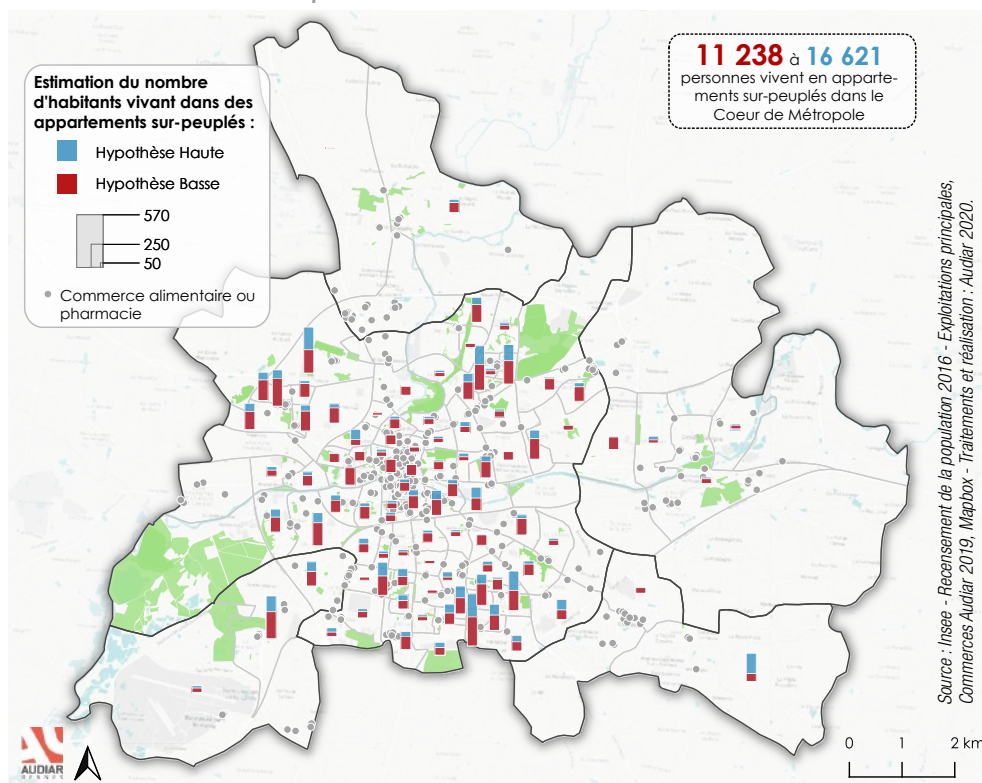 11 238 à 16 621
personnes vivent en apparte-
ments sur-peuplés dans le
Coeur de Métropole
Estimation du nombre
d'habitants vivant dans des
appartements sur-peuplés :
Hypothèse Haute
Hypothèse Basse
570
250
50
Commerce alimentaire ou
pharmacie
Source : Insee - Recensement de la population 2016 - Exploitations principales,
Commerces Audiar 2019, Mapbox - Traitements et réalisation : Audiar 2020.
AUDIAR
RENNES
0 1 2 km